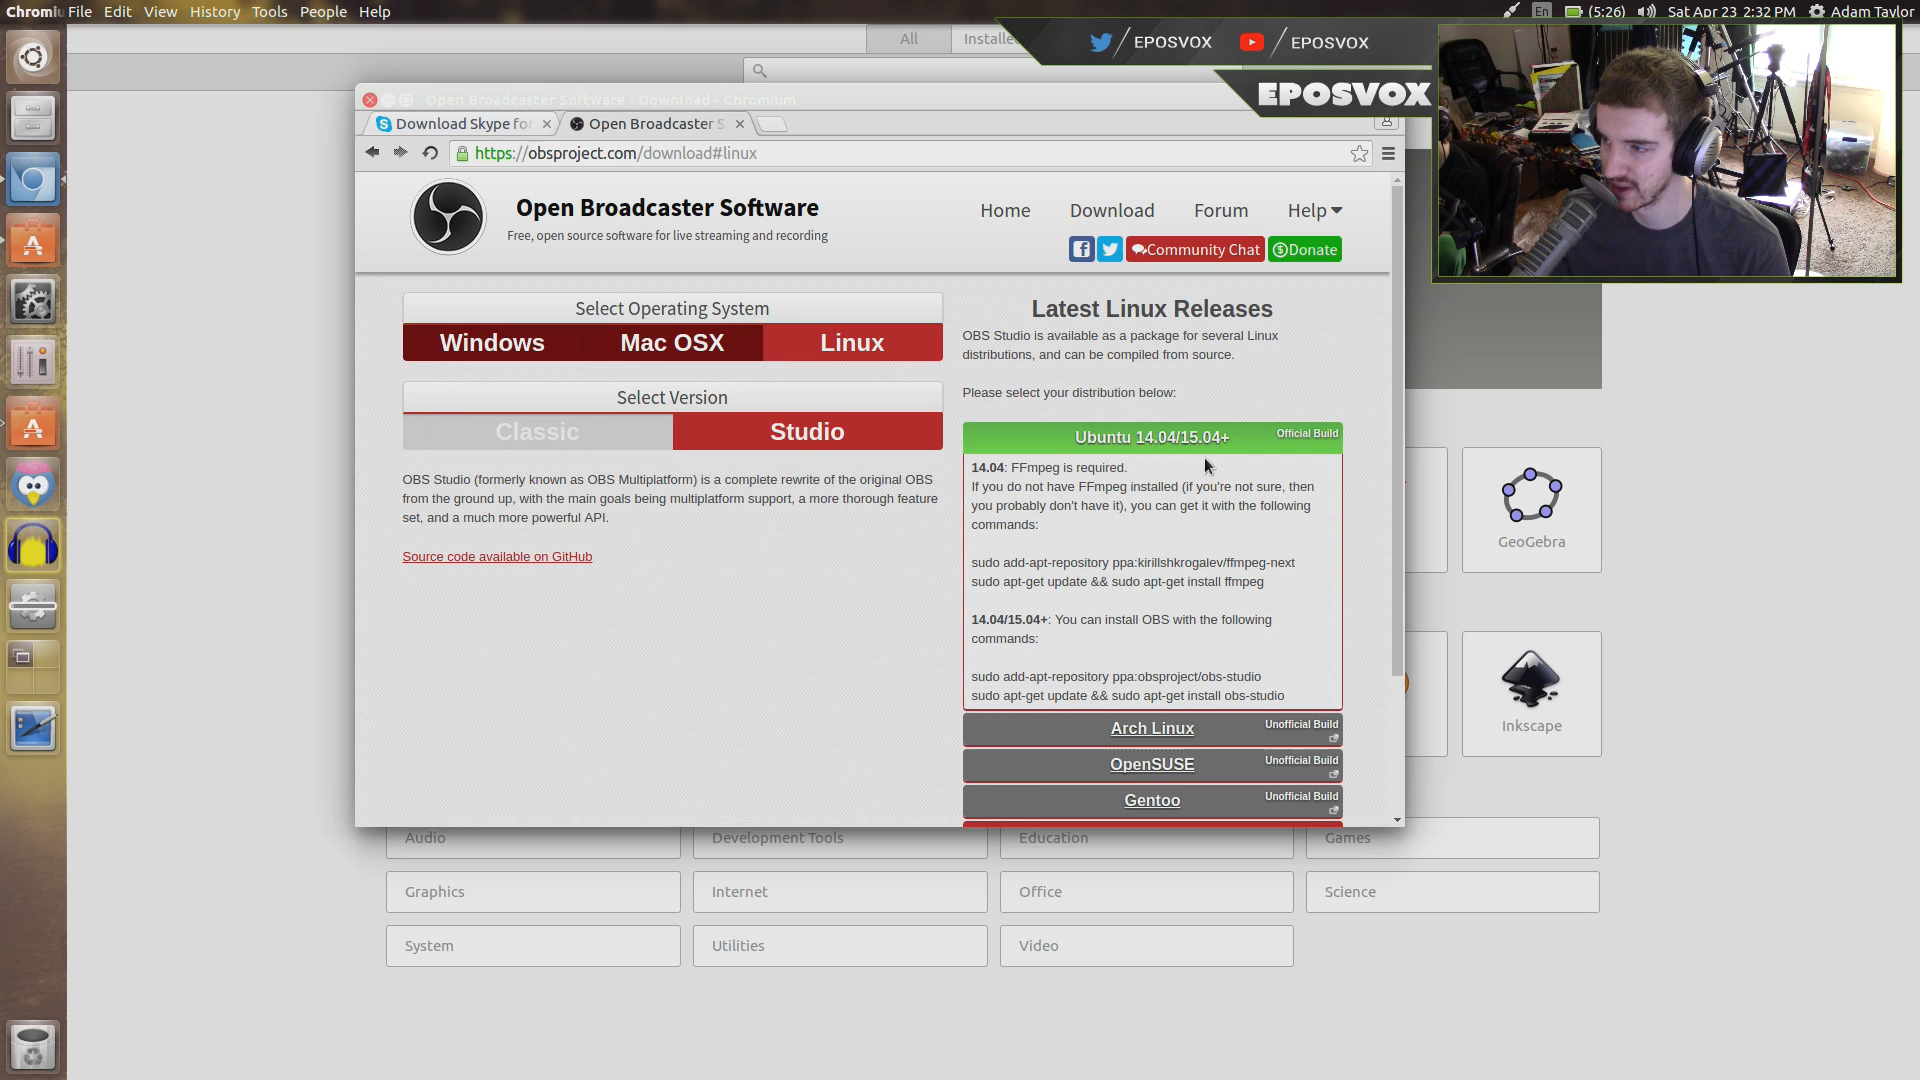 Chromiu File Edit View History Tools People Help
En (5:26) Sat Apr 23 2:32 PM Adam Taylor
All Installe
EPOSVOX EPOSVOX
EPOSVOX
Open Broadcaster Software - Download - Chromium
Download Skype for Open Broadcaster S
https://obsproject.com/download#linux
Open Broadcaster Software
Free, open source software for live streaming and recording
Home Download Forum Help
Community Chat Donate
Select Operating System
Windows Mac OSX Linux
Select Version
Classic Studio
OBS Studio (formerly known as OBS Multiplatform) is a complete rewrite of the original OBS
from the ground up, with the main goals being multiplatform support, a more thorough feature
set, and a much more powerful API.
Source code available on GitHub
Latest Linux Releases
OBS Studio is available as a package for several Linux
distributions, and can be compiled from source.
Please select your distribution below:
Ubuntu 14.04/15.04+ Official Build
14.04: FFmpeg is required.
If you do not have FFmpeg installed (if you're not sure, then
you probably don't have it), you can get it with the following
commands:
sudo add-apt-repository ppa:kirillshkrogalev/ffmpeg-next
sudo apt-get update && sudo apt-get install ffmpeg
14.04/15.04+: You can install OBS with the following
commands:
sudo add-apt-repository ppa:obsproject/obs-studio
sudo apt-get update && sudo apt-get install obs-studio
Arch Linux Unofficial Build
OpenSUSE Unofficial Build
Gentoo Unofficial Build
GeoGebra
Inkscape
Audio Development Tools Education Games
Graphics Internet Office Science
System Utilities Video